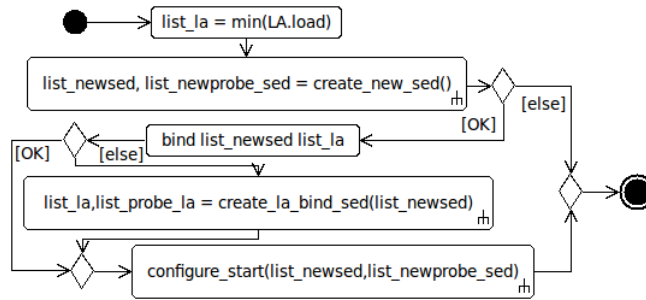 list_la = min(LA.load)
list_newsed, list_newprobe_sed = create_new_sed()
[else]
[OK]
bind list_newsed list_la
[OK]
[else]
list_la,list_probe_la = create_la_bind_sed(list_newsed)
configure_start(list_newsed,list_newprobe_sed)